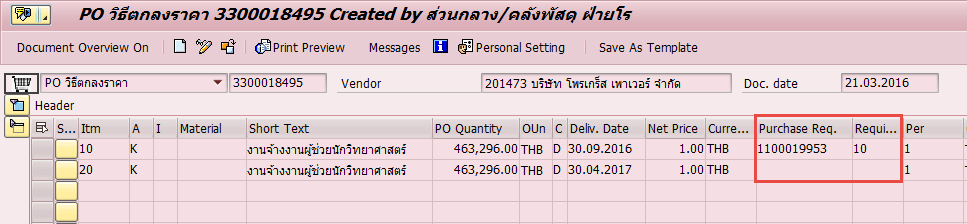 PO วิธีตกลงราคา 3300018495 Created by ส่วนกลาง/คลังพัสดุ ฝ่ายโร
Document Overview On Print Preview Messages Personal Setting Save As Template
PO วิธีตกลงราคา 3300018495 Vendor 201473 บริษัท โพรเกร็ส เพาเวอร์ จำกัด Doc. date 21.03.2016
Header
S... Itm A I Material Short Text PO Quantity OUn C Deliv. Date Net Price Curre... Purchase Req. Requi... Per
10 K งานจ้างงานผู้ช่วยนักวิทยาศาสตร์ 463,296.00 THB D 30.09.2016 1.00 THB 1100019953 10 1
20 K งานจ้างงานผู้ช่วยนักวิทยาศาสตร์ 463,296.00 THB D 30.04.2017 1.00 THB 1